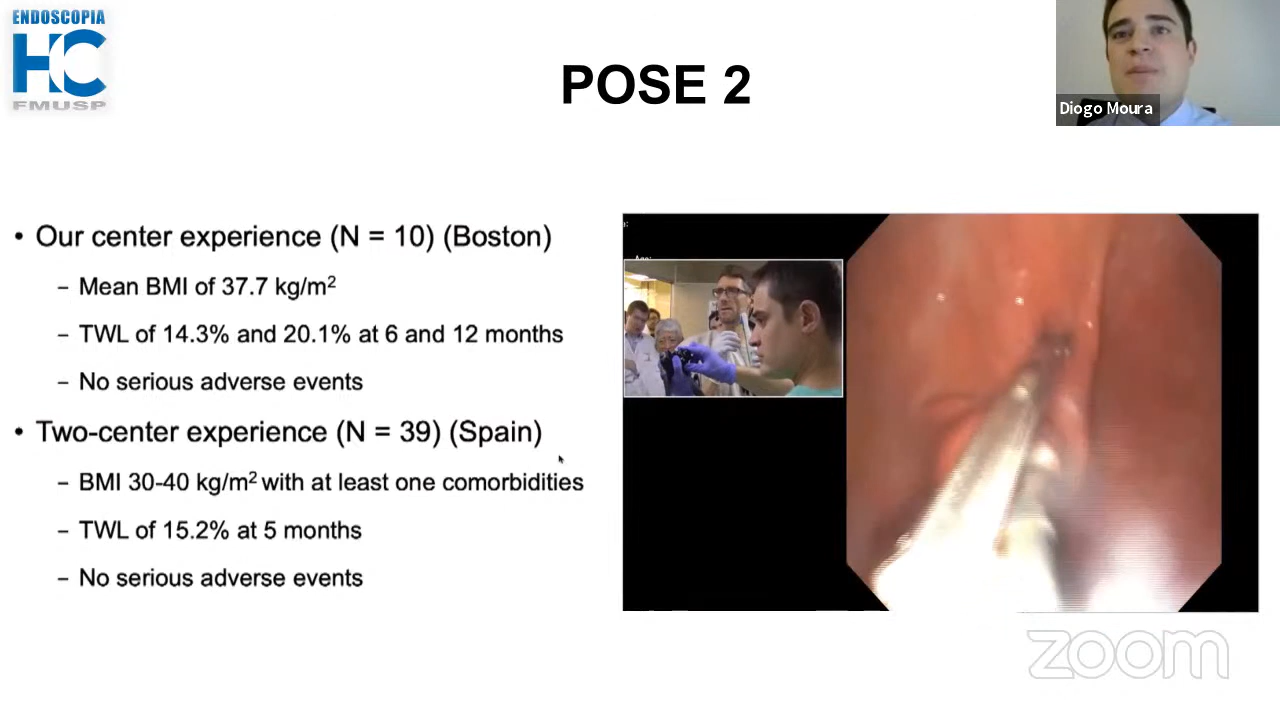 ENDOSCOPIA
HC
FMUSP
POSE 2
Diogo Moura
• Our center experience (N = 10) (Boston)
– Mean BMI of 37.7 kg/m²
– TWL of 14.3% and 20.1% at 6 and 12 months
– No serious adverse events
• Two-center experience (N = 39) (Spain)
– BMI 30-40 kg/m² with at least one comorbidities
– TWL of 15.2% at 5 months
– No serious adverse events
zoom